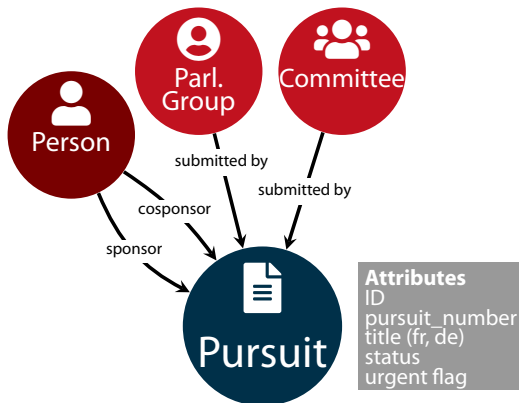 Parl.
Group
Committee
Person
submitted by
submitted by
cosponsor
sponsor
Pursuit
Attributes
ID
pursuit_number
title (fr, de)
status
urgent flag